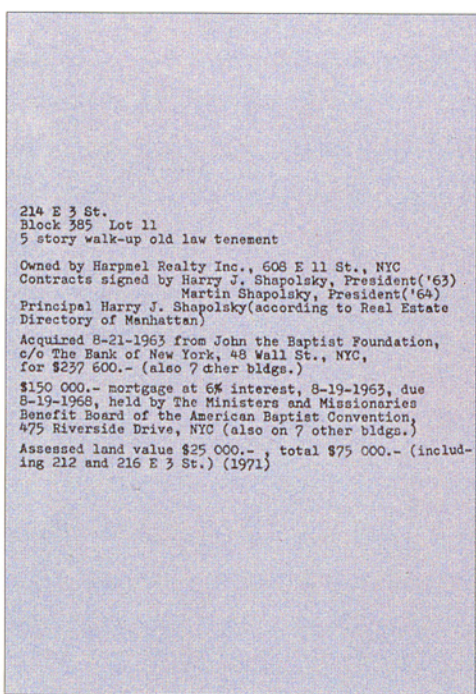 214 E 3 St.
Block 385  Lot 11
5 story walk-up old law tenement
Owned by Harpmel Realty Inc., 608 E 11 St., NYC
Contracts signed by Harry J. Shapolsky, President('63)
Martin Shapolsky, President('64)
Principal Harry J. Shapolsky(according to Real Estate
Directory of Manhattan)
Acquired 8-21-1963 from John the Baptist Foundation,
c/o The Bank of New York, 48 Wall St., NYC,
for $237 600.- (also 7 other bldgs.)
$150 000.- mortgage at 6% interest, 8-19-1963, due
8-19-1968, held by The Ministers and Missionaries
Benefit Board of the American Baptist Convention,
475 Riverside Drive, NYC (also on 7 other bldgs.)
Assessed land value $25 000.- , total $75 000.- (includ-
ing 212 and 216 E 3 St.) (1971)